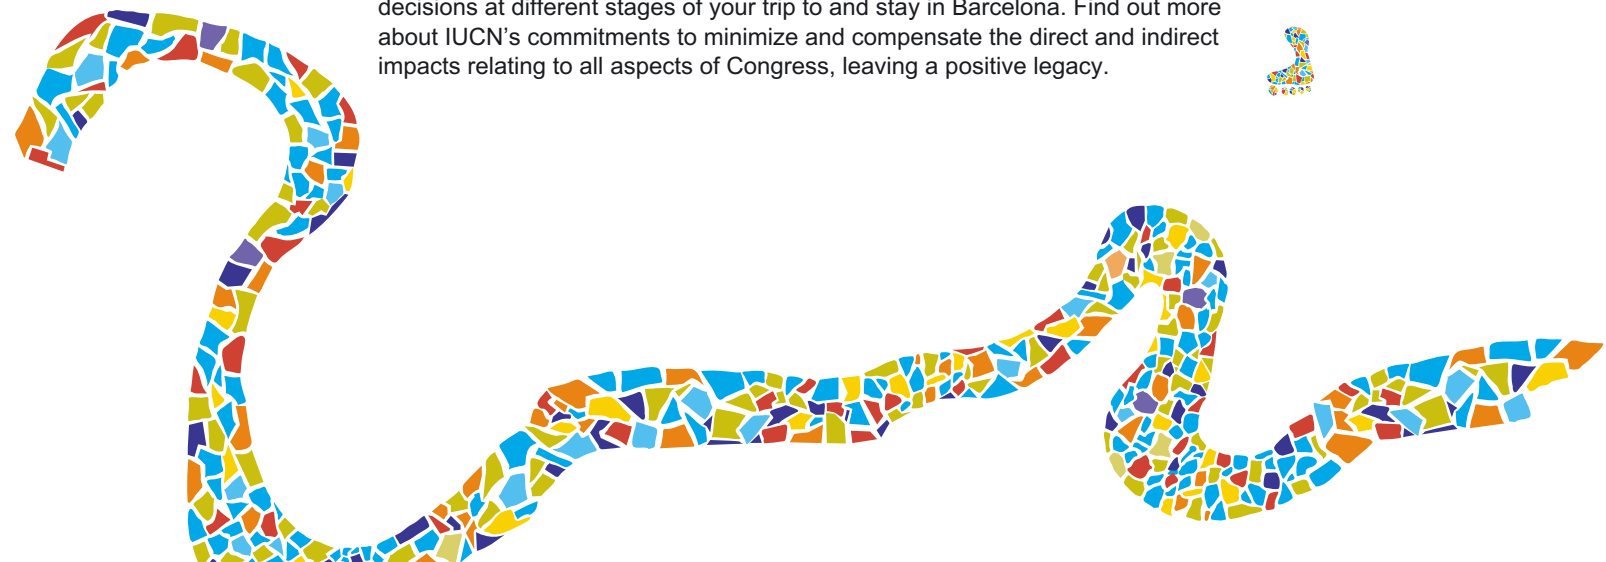 decisions at different stages of your trip to and stay in Barcelona. Find out more
about IUCN’s commitments to minimize and compensate the direct and indirect
impacts relating to all aspects of Congress, leaving a positive legacy.